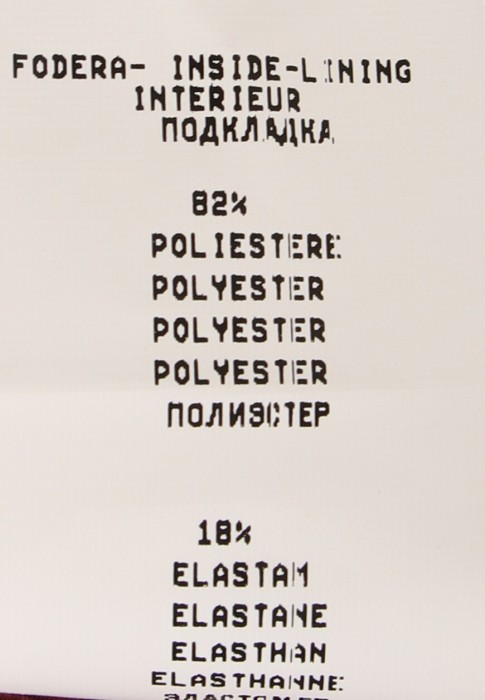 FODERA- INSIDE-LINING
INTERIEUR
ПОДКЛАДКА
82%
POLIESTERE
POLYESTER
POLYESTER
POLYESTER
ПОЛИЭСТЕР
18%
ELASTAM
ELASTANE
ELASTHAN
ELASTHANNE